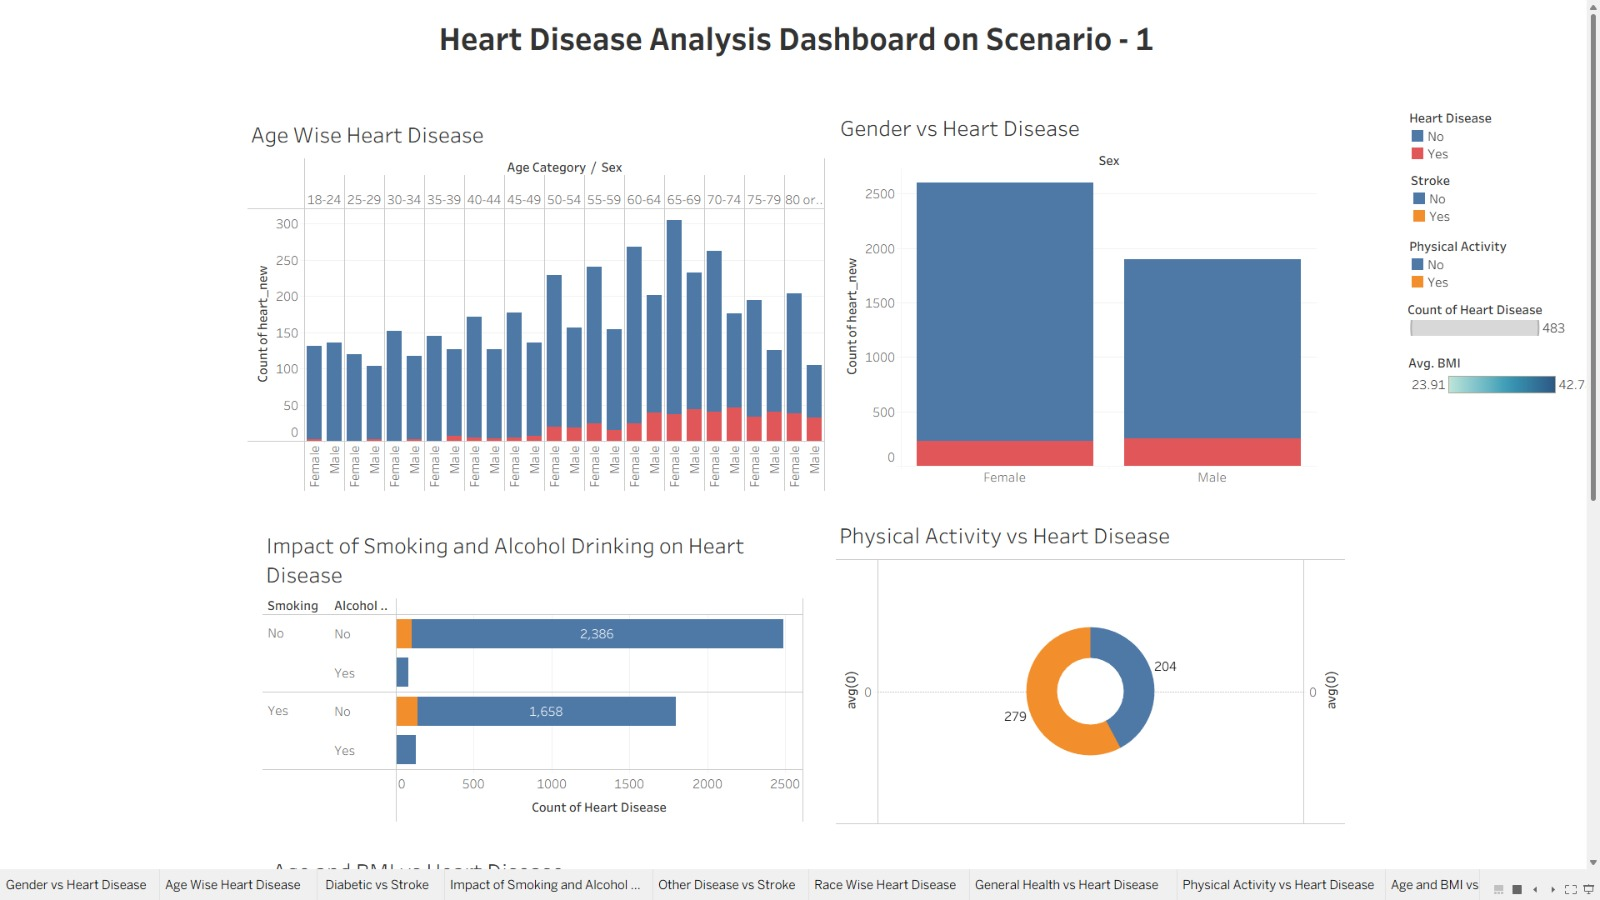 Heart Disease Analysis Dashboard on Scenario - 1
Age Wise Heart Disease
Age Category / Sex
18-24 25-29 30-34 35-39 40-44 45-49 50-54 55-59 60-64 65-69 70-74 75-79 80 or..
Count of heart_new
300
250
200
150
100
50
0
Female Male Female Male Female Male Female Male Female Male Female Male Female Male Female Male Female Male Female Male Female Male Female Male Female Male
Gender vs Heart Disease
Sex
Count of heart_new
2500
2000
1500
1000
500
0
Female Male
Heart Disease
No
Yes
Stroke
No
Yes
Physical Activity
No
Yes
Count of Heart Disease
483
Avg. BMI
23.91 42.7
Impact of Smoking and Alcohol Drinking on Heart
Disease
Smoking Alcohol ..
No No 2,386
Yes
Yes No 1,658
Yes
0 500 1000 1500 2000 2500
Count of Heart Disease
Physical Activity vs Heart Disease
avg(0)
0
204
279
0
avg(0)
Age and BMI vs Heart Disease
Gender vs Heart Disease Age Wise Heart Disease Diabetic vs Stroke Impact of Smoking and Alcohol ... Other Disease vs Stroke Race Wise Heart Disease General Health vs Heart Disease Physical Activity vs Heart Disease Age and BMI vs